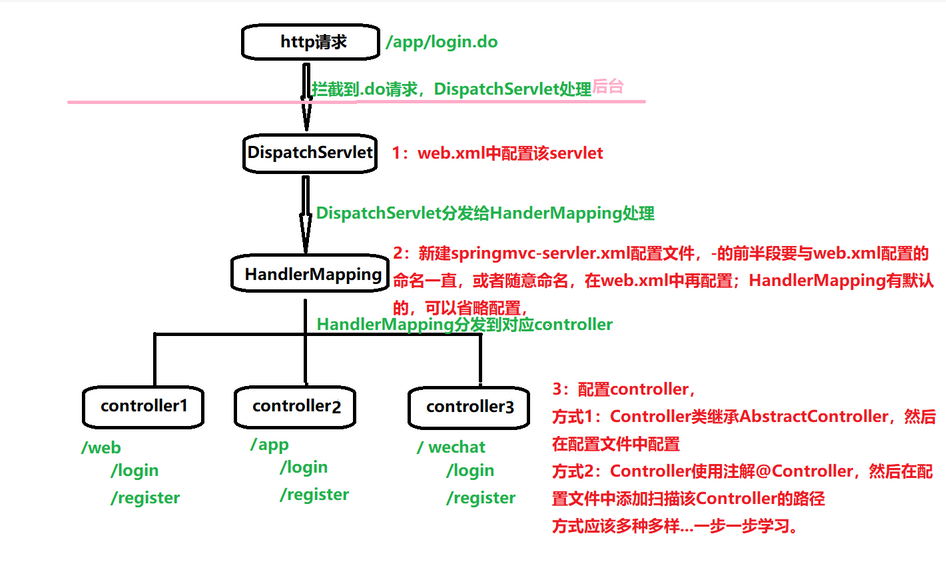 http请求
/app/login.do
拦截到.do请求，DispatchServlet处理
后台
DispatchServlet
1：web.xml中配置该servlet
DispatchServlet分发给HanderMapping处理
HandlerMapping
2：新建springmvc-servler.xml配置文件，-的前半段要与web.xml配置的
命名一直，或者随意命名，在web.xml中再配置；HandlerMapping有默认
的，可以省略配置，
HandlerMapping分发到对应controller
controller1
controller2
controller3
/web
/login
/register
/app
/login
/register
/ wechat
/login
/register
3：配置controller，
方式1：Controller类继承AbstractController，然后
在配置文件中配置
方式2：Controller使用注解@Controller，然后在配
置文件中添加扫描该Controller的路径
方式应该多种多样...一步一步学习。